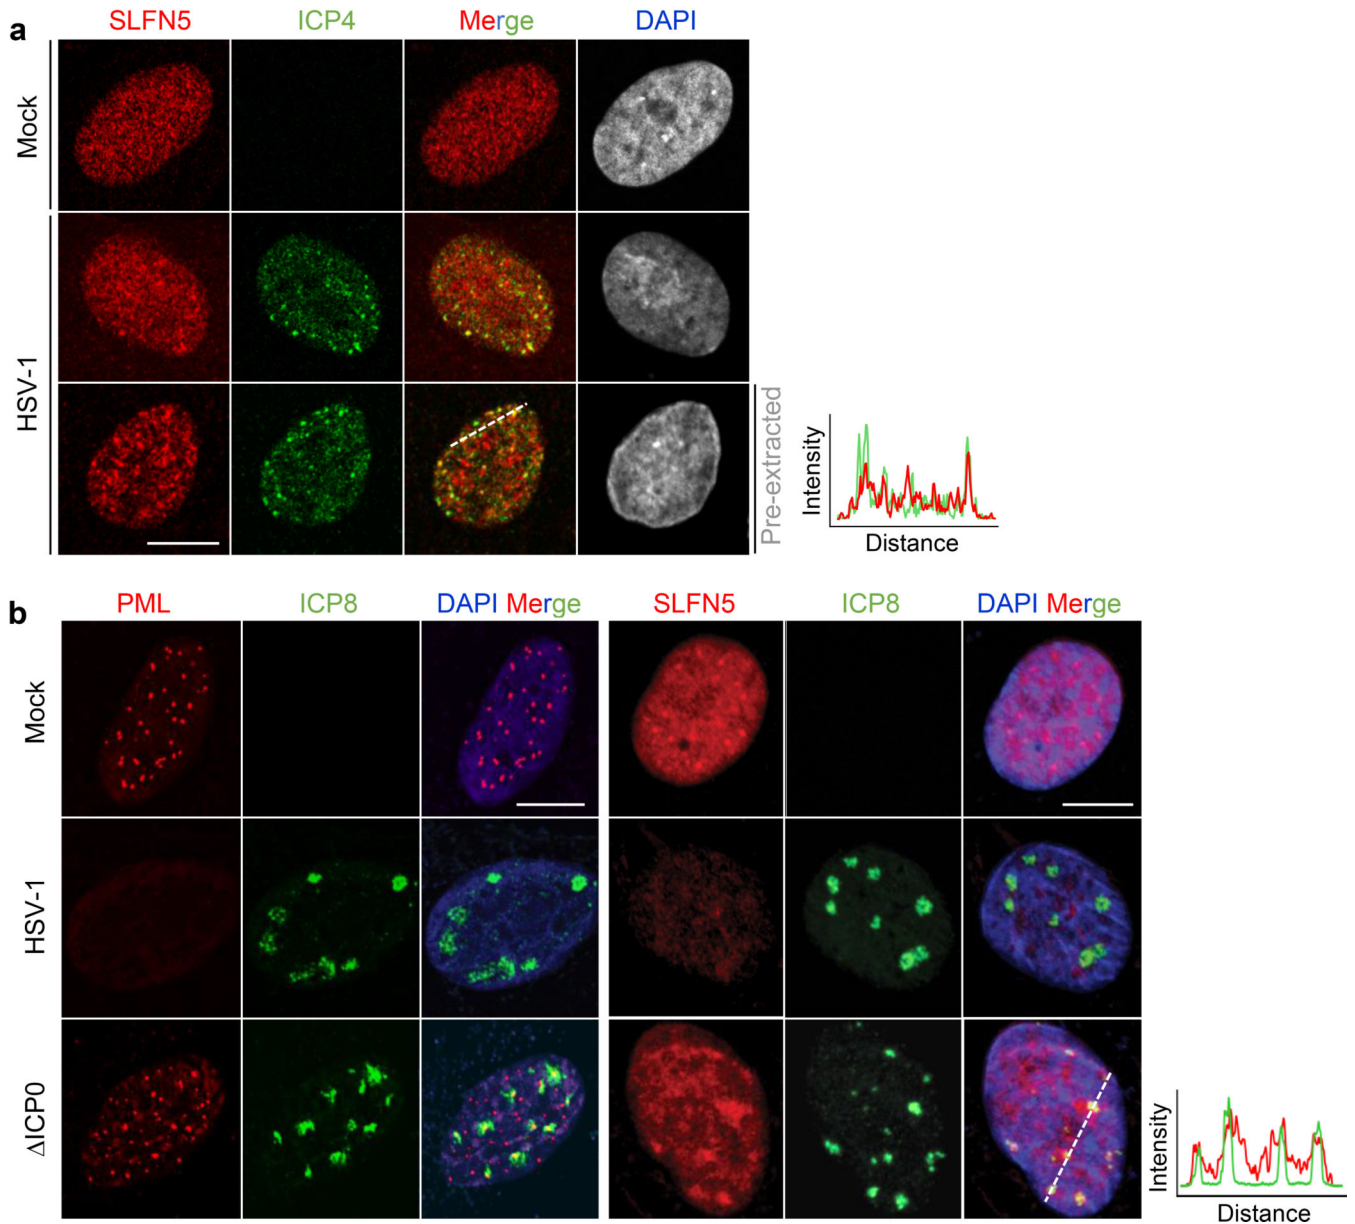 a
SLFN5 ICP4 Merge DAPI
Mock
HSV-1
Pre-extracted
Intensity
Distance
b
PML ICP8 DAPI Merge SLFN5 ICP8 DAPI Merge
Mock
HSV-1
ΔICP0
Intensity
Distance